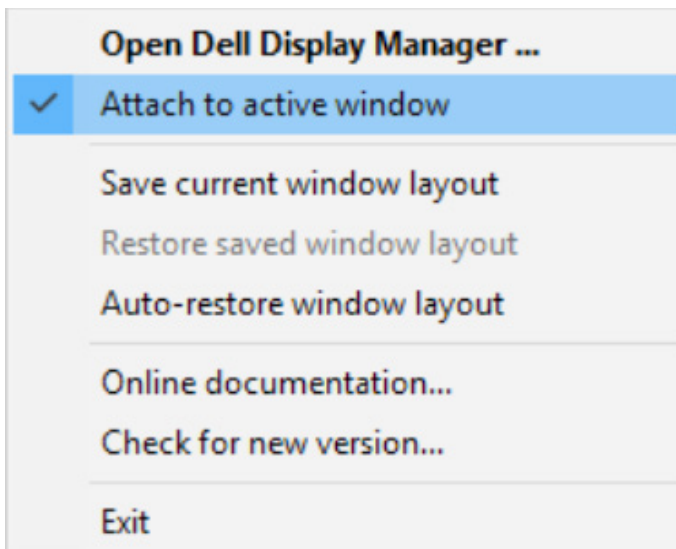 Open Dell Display Manager ...
Attach to active window
Save current window layout
Restore saved window layout
Auto-restore window layout
Online documentation...
Check for new version...
Exit